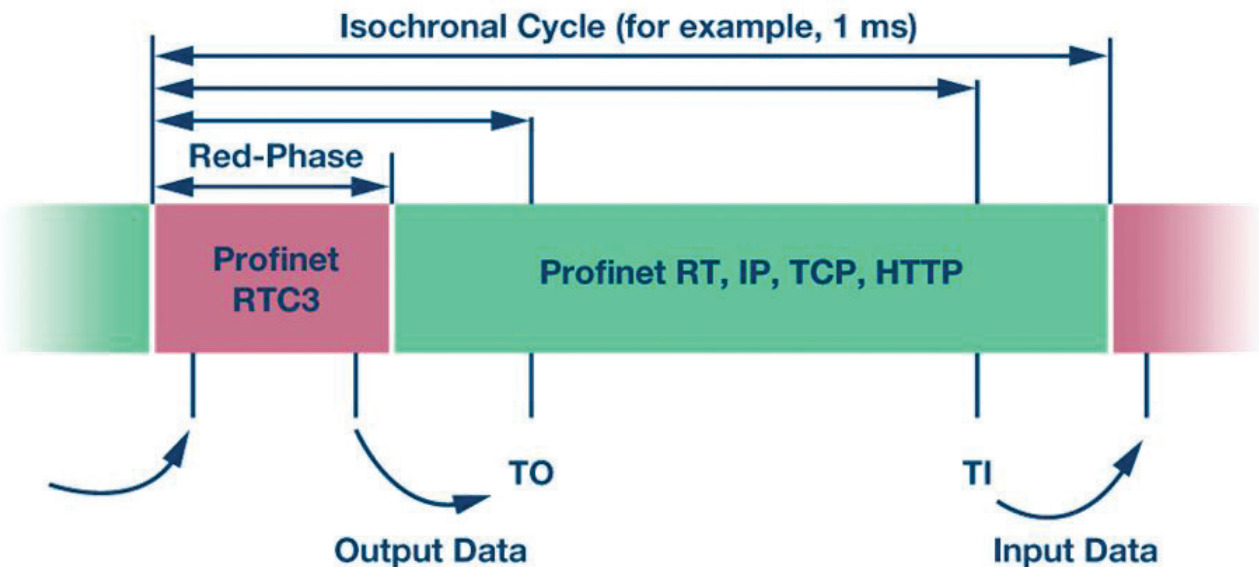 Isochronal Cycle (for example, 1 ms)
Red-Phase
Profinet
RTC3
Profinet RT, IP, TCP, HTTP
TO
TI
Output Data
Input Data